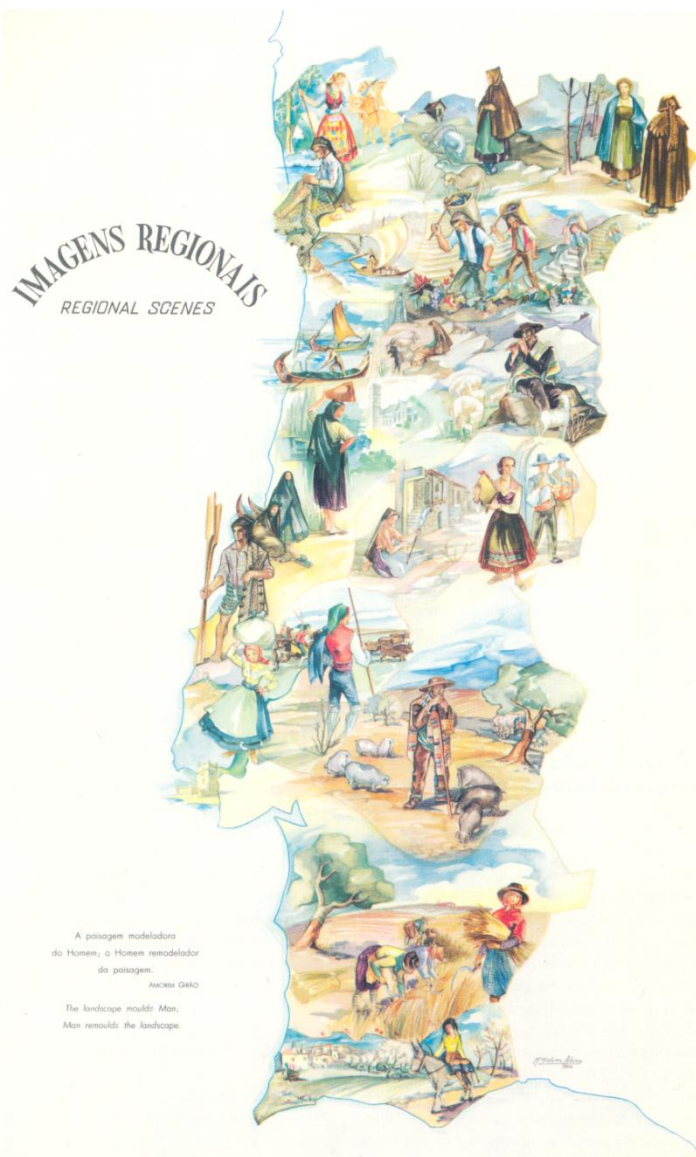 IMAGENS REGIONAIS
REGIONAL SCENES
A paisagem modeladora
do Homem; o Homem remodelador
da paisagem.
AMORIM GIRÃO
The landscape moulds Man;
Man remoulds the landscape.